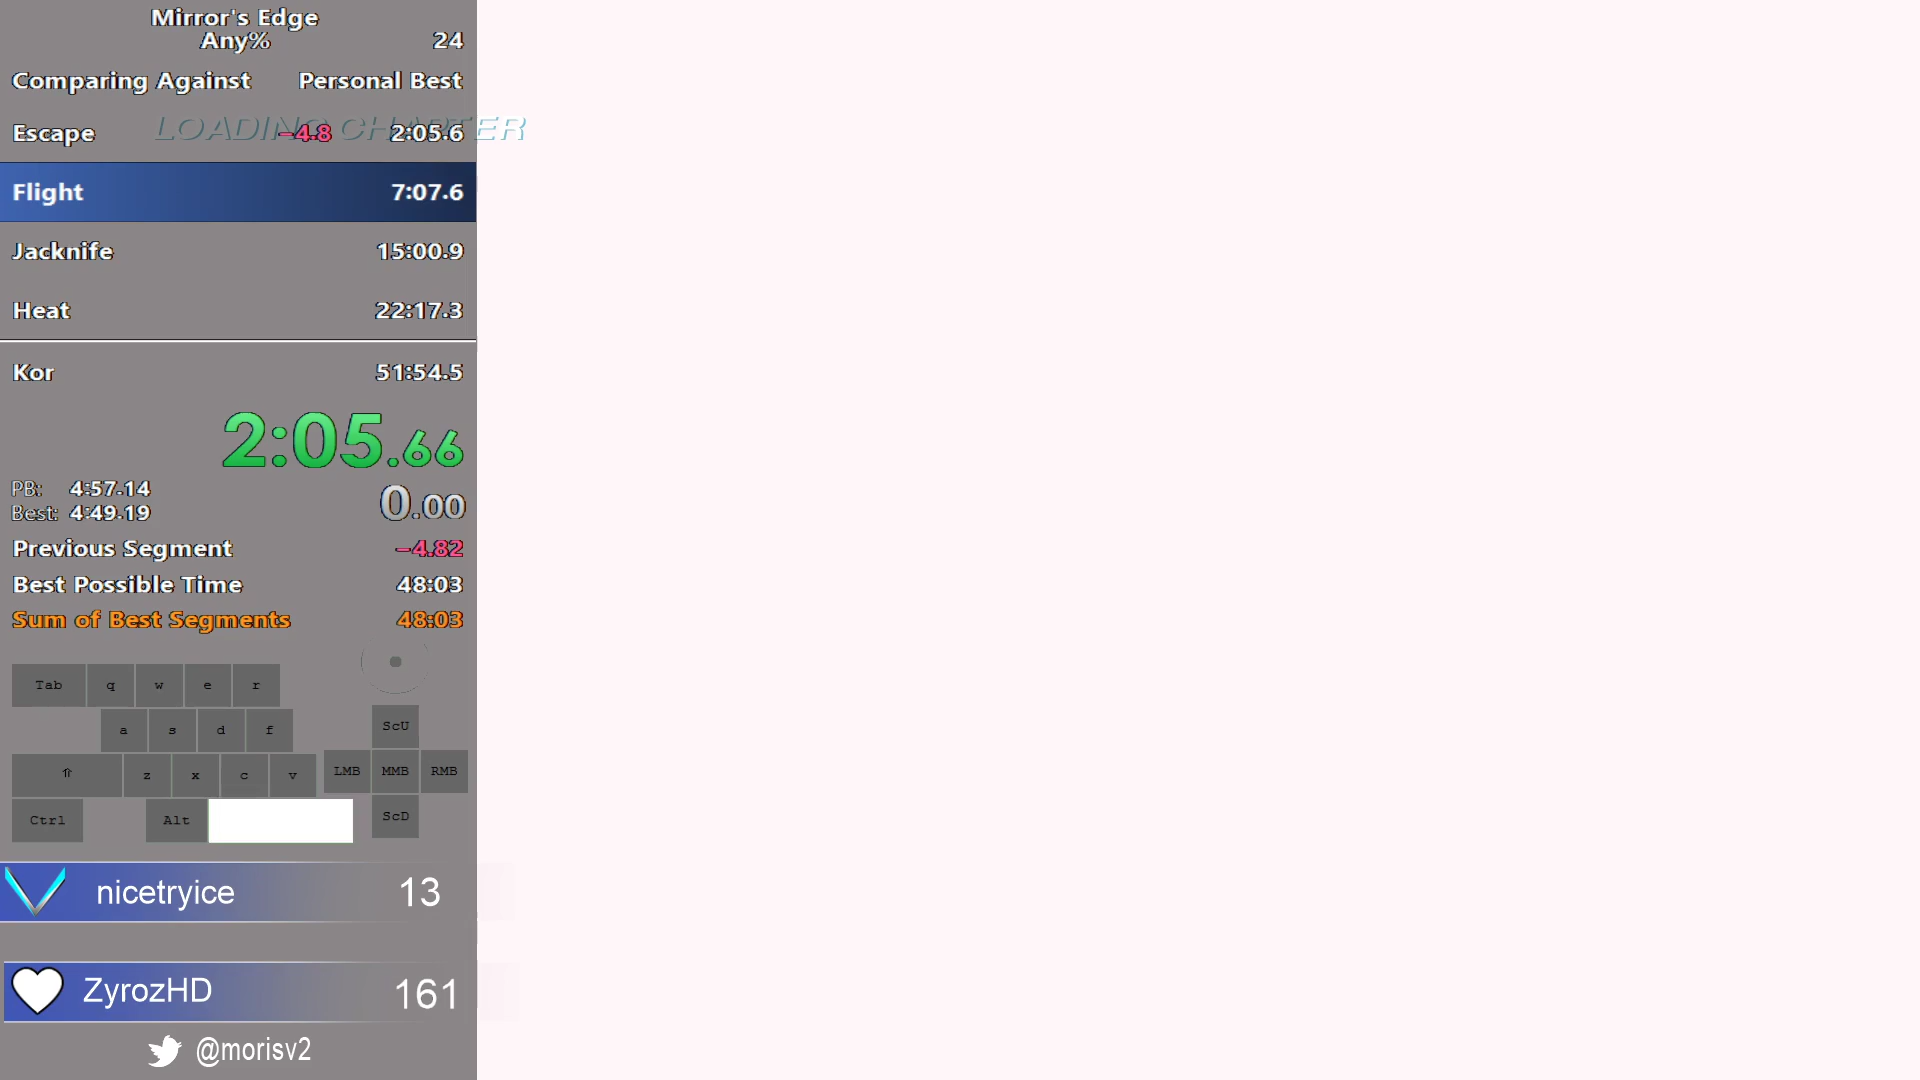 Mirror's Edge
Any% 24
Comparing Against Personal Best
LOADING CHAPTER
Escape −4.8 2:05.6
Flight 7:07.6
Jacknife 15:00.9
Heat 22:17.3
Kor 51:54.5
2:05.66
PB: 4:57.14
Best: 4:49.19
0.00
Previous Segment −4.82
Best Possible Time 48:03
Sum of Best Segments 48:03
Tab q w e r
a s d f ScU
⇧ z x c v LMB MMB RMB
Ctrl Alt ScD
nicetryice 13
ZyrozHD 161
@morisv2